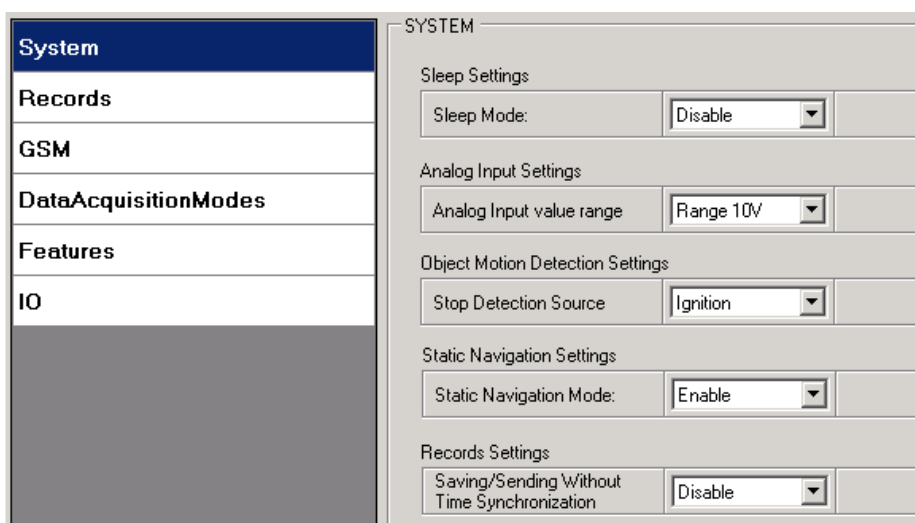 System
Records
GSM
DataAcquisitionModes
Features
IO
SYSTEM
Sleep Settings
Sleep Mode: Disable
Analog Input Settings
Analog Input value range Range 10V
Object Motion Detection Settings
Stop Detection Source Ignition
Static Navigation Settings
Static Navigation Mode: Enable
Records Settings
Saving/Sending Without
Time Synchronization Disable